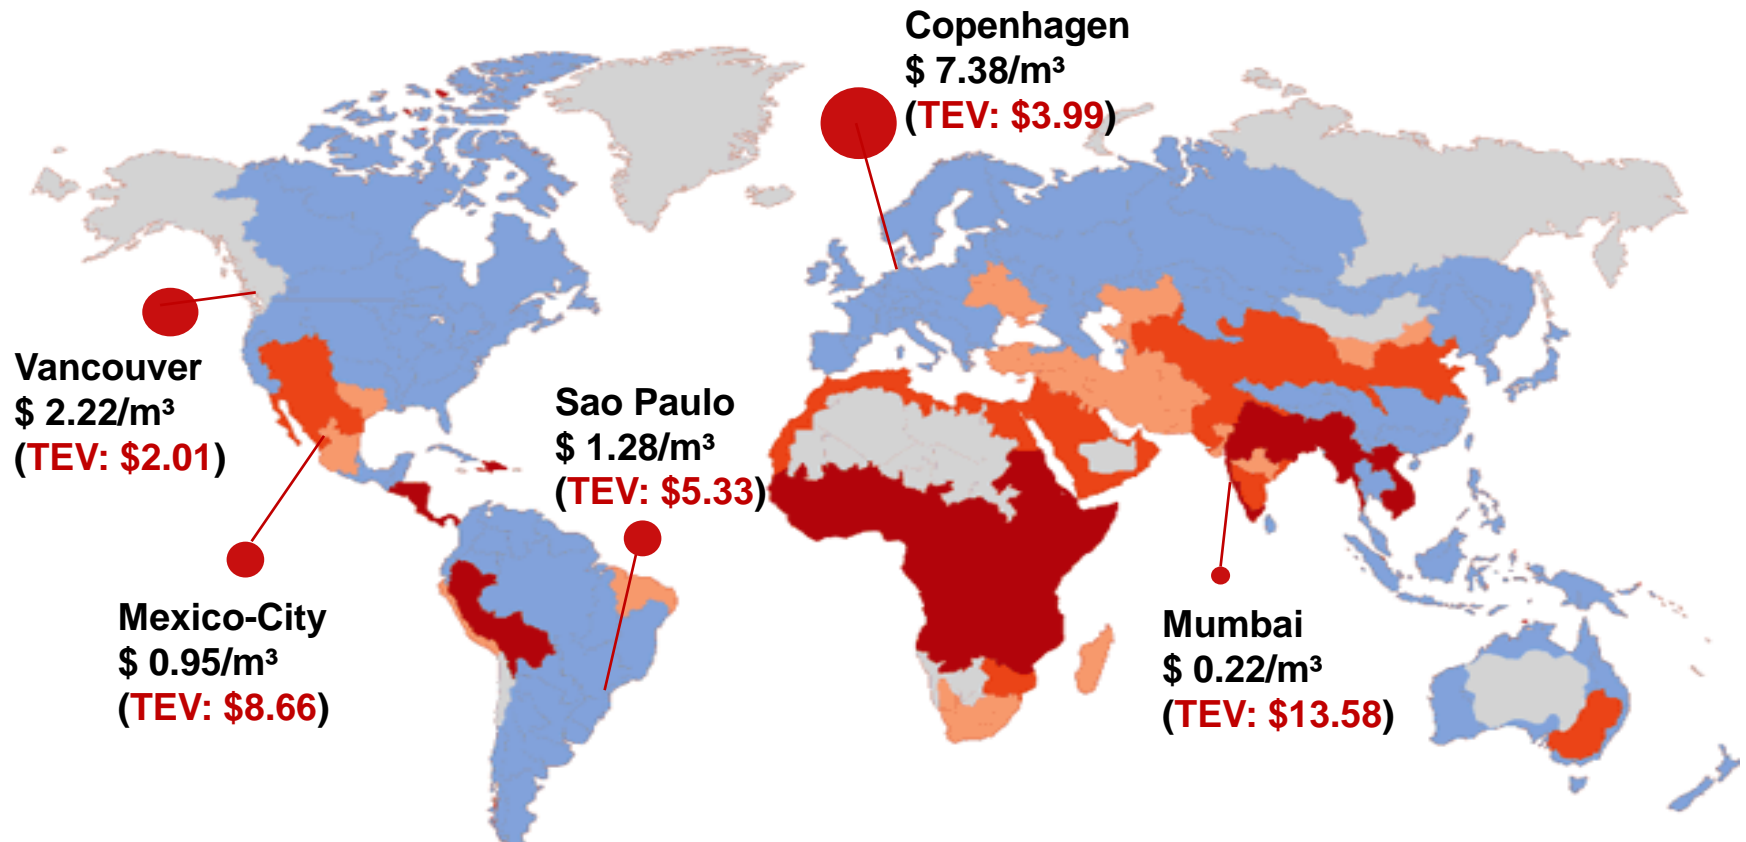 Copenhagen
$ 7.38/m³
(TEV: $3.99)
Vancouver
$ 2.22/m³
(TEV: $2.01)
Sao Paulo
$ 1.28/m³
(TEV: $5.33)
Mexico-City
$ 0.95/m³
(TEV: $8.66)
Mumbai
$ 0.22/m³
(TEV: $13.58)